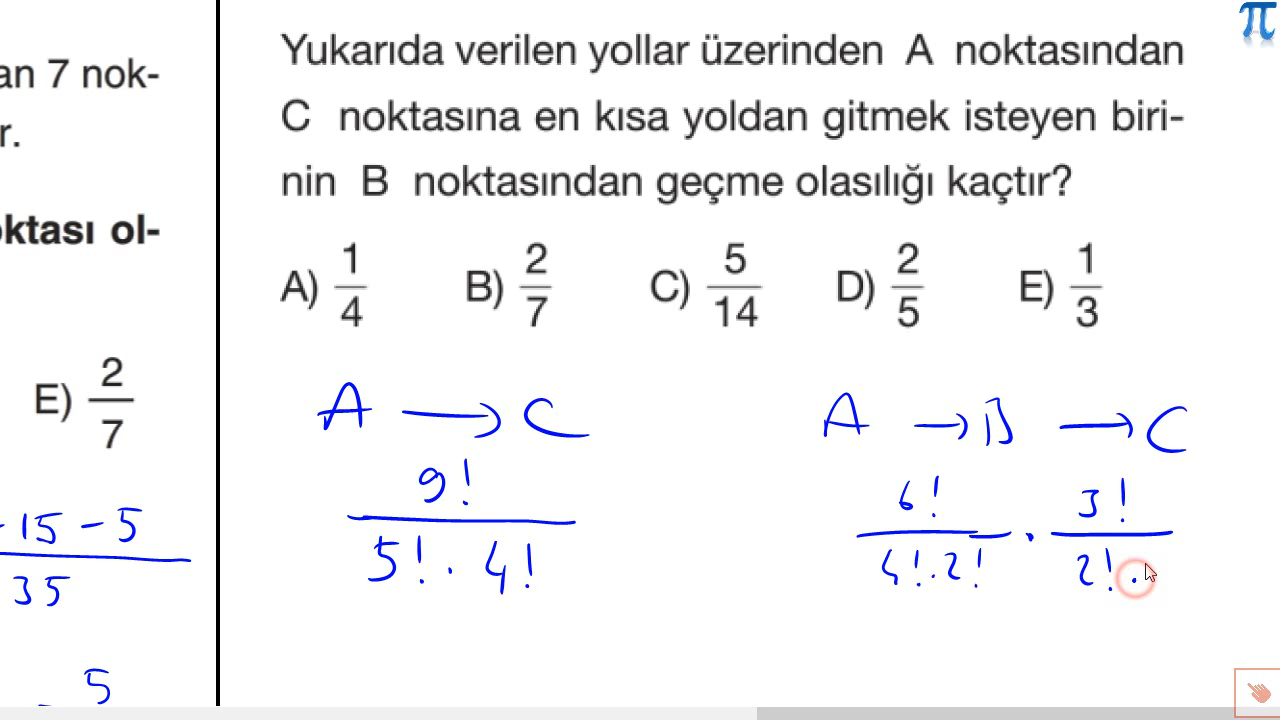 an 7 nok-
r.
oktası ol-
E) 2/7
- 15 - 5
35
5
π
Yukarıda verilen yollar üzerinden A noktasından
C noktasına en kısa yoldan gitmek isteyen biri-
nin B noktasından geçme olasılığı kaçtır?
A) 1/4 B) 2/7 C) 5/14 D) 2/5 E) 1/3
A → C A → B → C
9! 6! 3!
5! . 4! 4! . 2! . 2! .